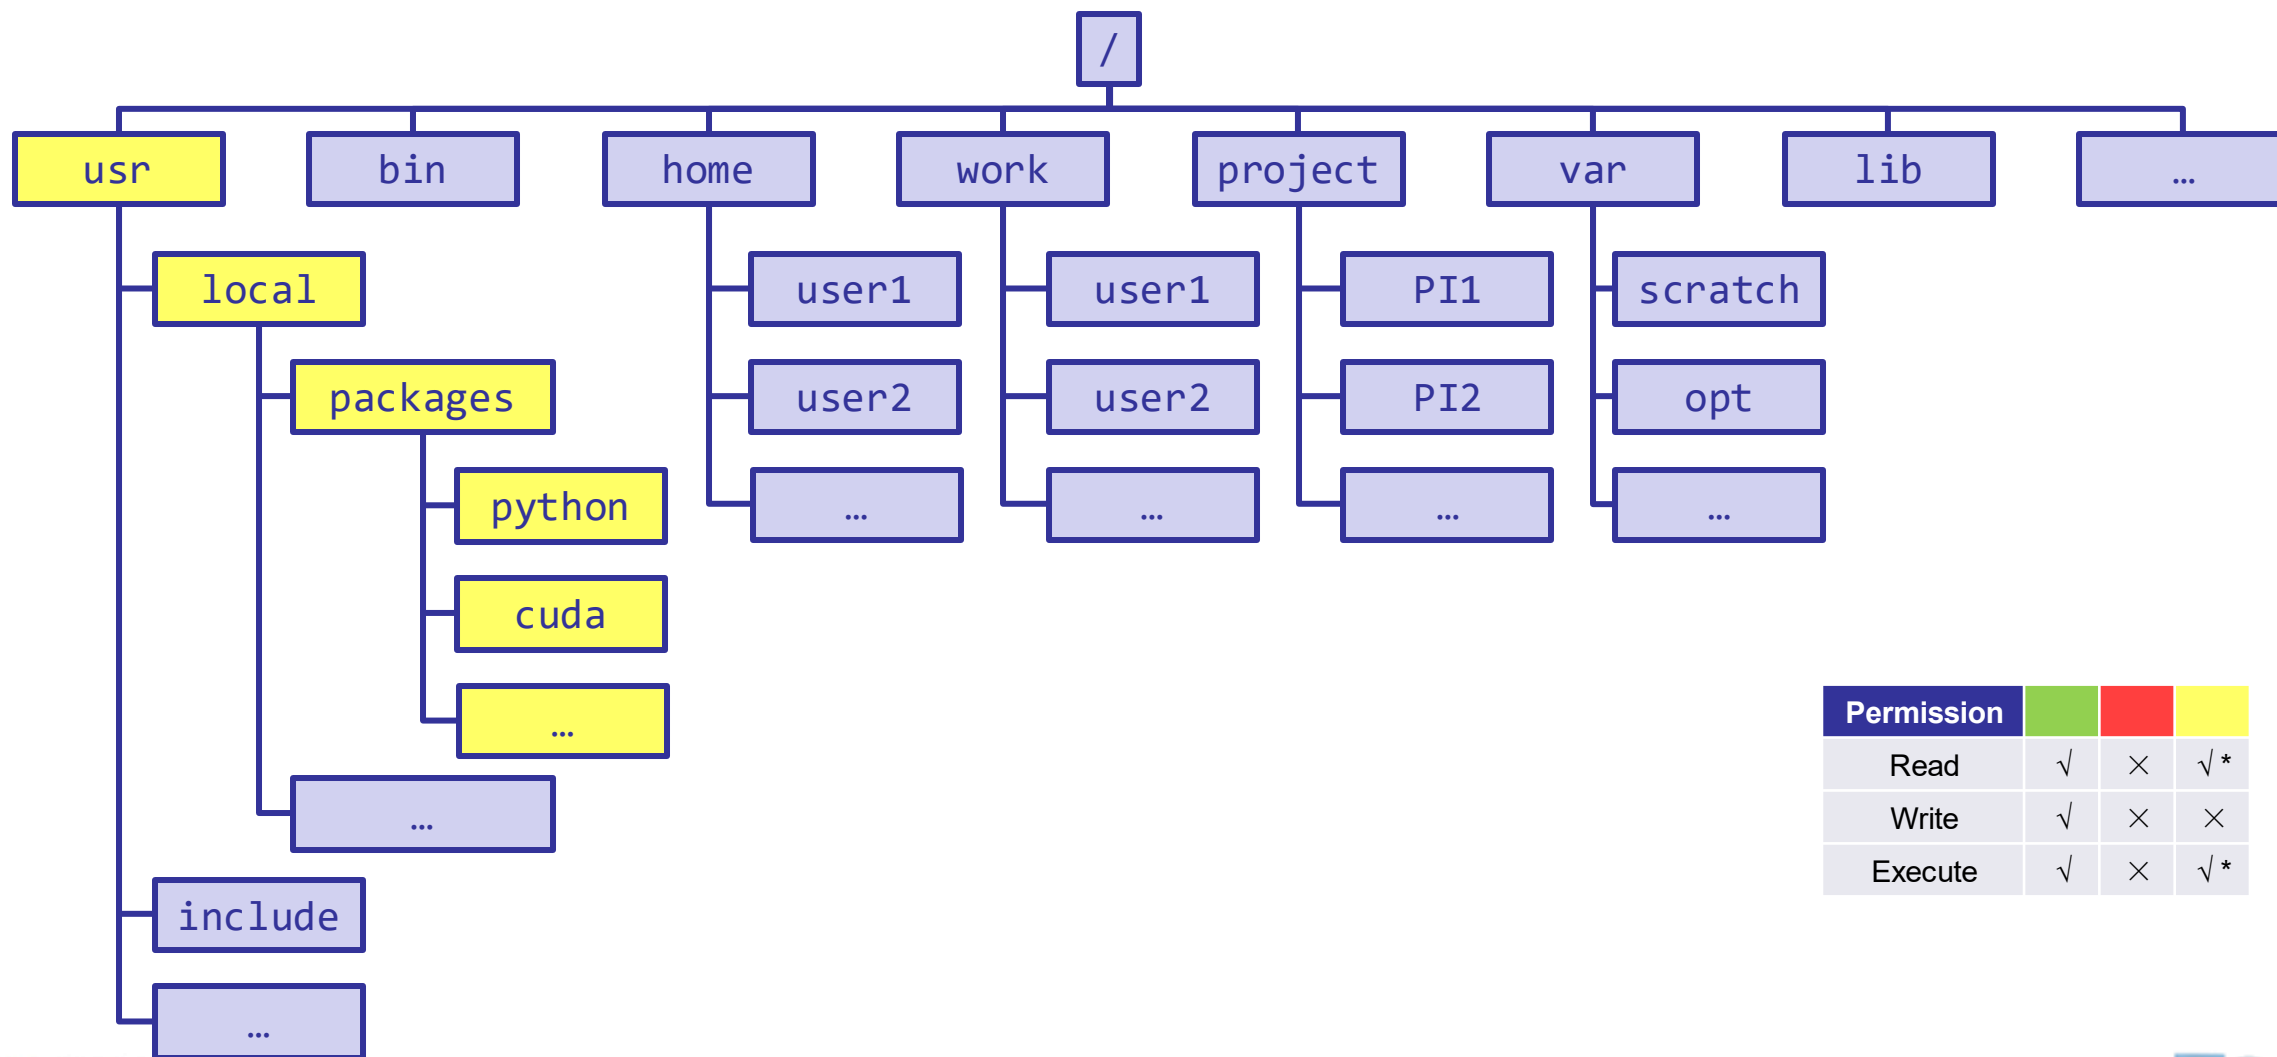 /
usr bin home work project var lib …
local user1 user1 PI1 scratch
packages user2 user2 PI2 opt
python … … … …
cuda
…
Permission
Read √ × √ *
… 
Write √ × ×
Execute √ × √ *
include
…